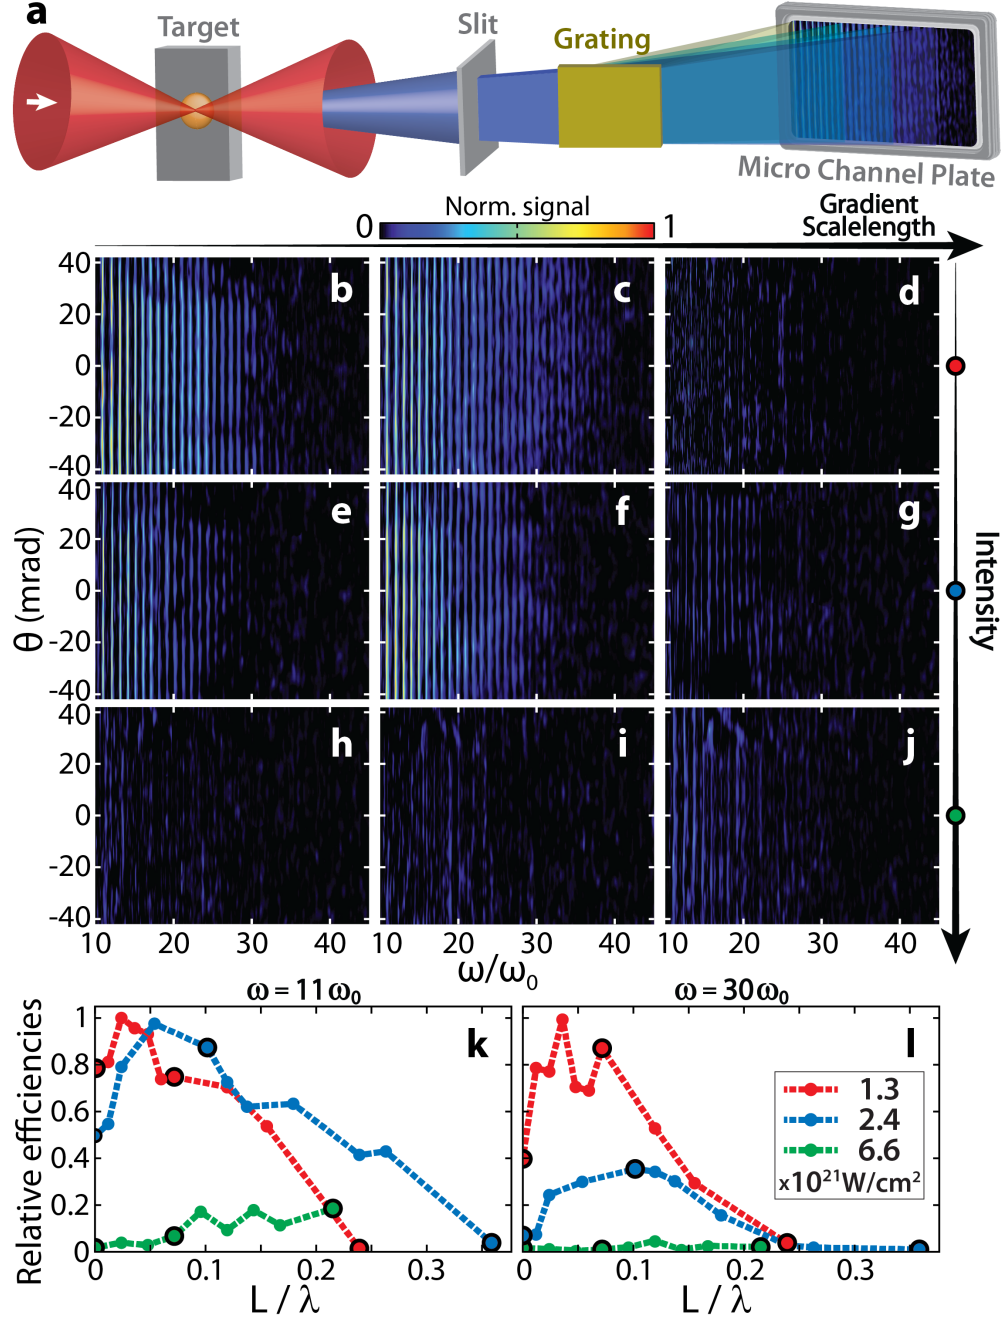 a
Target
Slit
Grating
Micro Channel Plate
Norm. signal
0
1
Gradient
Scalelength
40
20
0
-20
-40
b
c
d
40
20
0
-20
-40
e
f
g
θ (mrad)
Intensity
40
20
0
-20
-40
h
i
j
10 20 30 40
10 20 30 40
10 20 30 40
ω/ω0
ω = 11ω0
ω = 30ω0
Relative efficiencies
1
0.8
0.6
0.4
0.2
0
k
l
1.3
2.4
6.6
x10²¹W/cm²
0 0.1 0.2 0.3
0 0.1 0.2 0.3
L / λ
L / λ